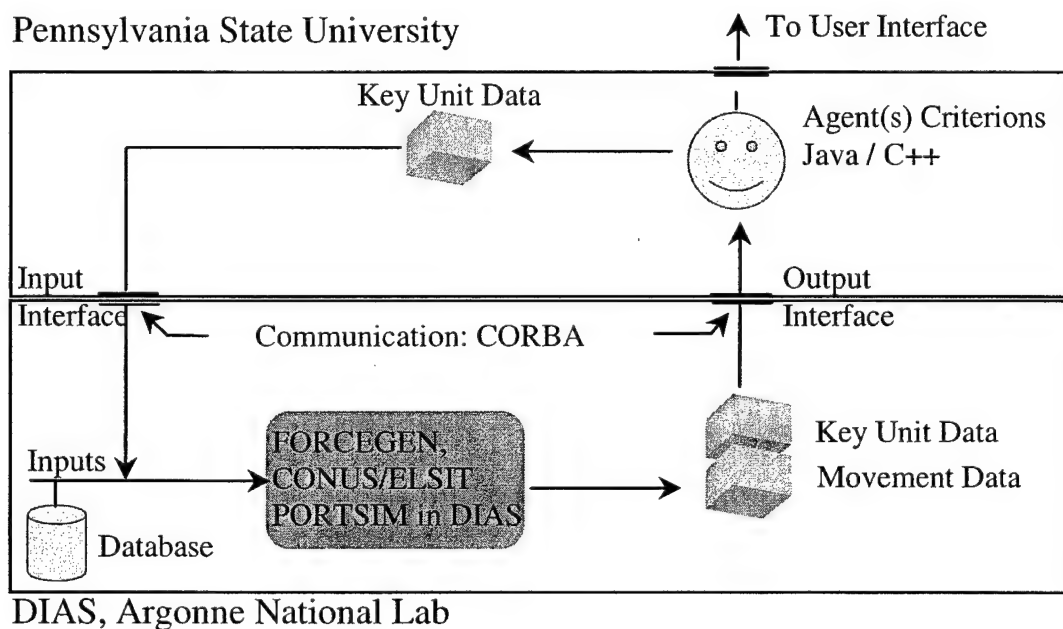 Pennsylvania State University
To User Interface
Key Unit Data
Agent(s) Criterions
Java / C++
Input
Interface
Output
Interface
Communication: CORBA
Inputs
Database
FORCEGEN,
CONUS/ELSIT
PORTSIM in DIAS
Key Unit Data
Movement Data
DIAS, Argonne National Lab